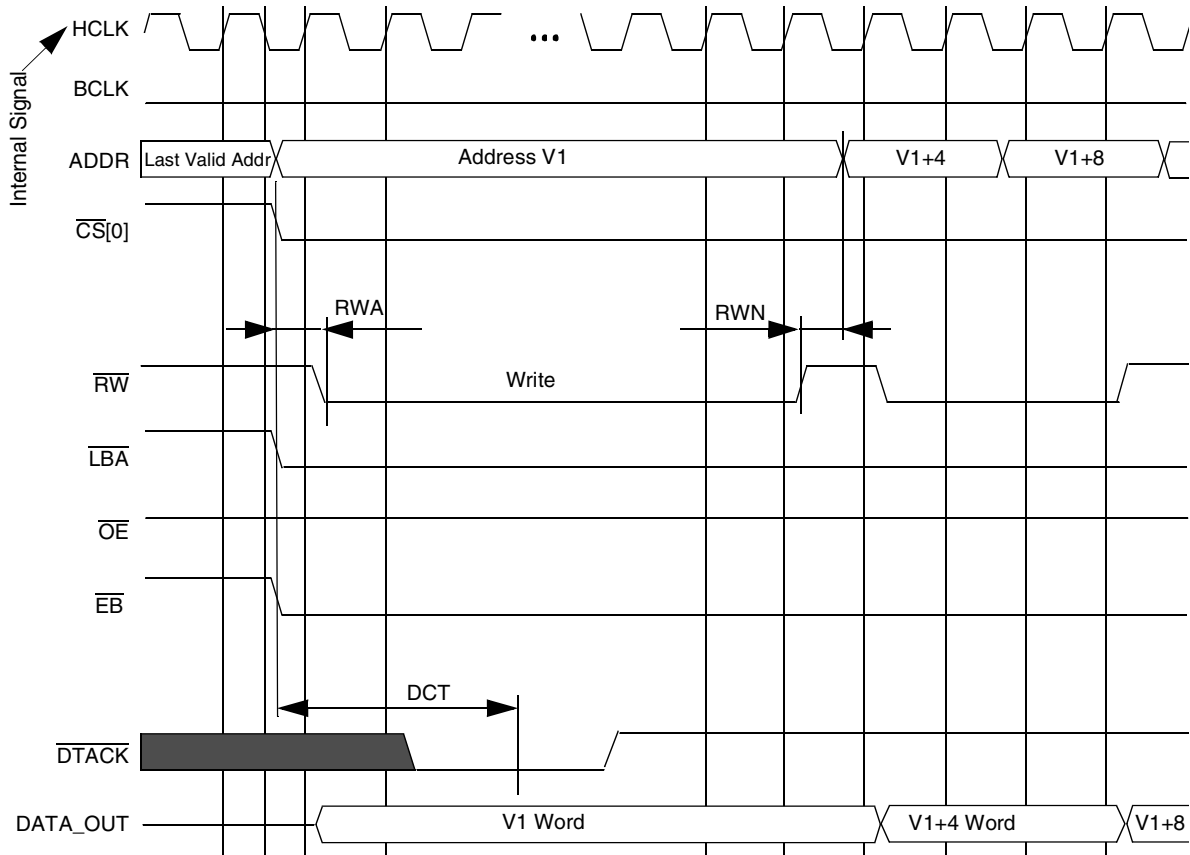 HCLK
...
Internal Signal
BCLK
ADDR Last Valid Addr Address V1 V1+4 V1+8
CS[0]
RWA RWN
RW Write
LBA
OE
EB
DCT
DTACK
DATA_OUT V1 Word V1+4 Word V1+8